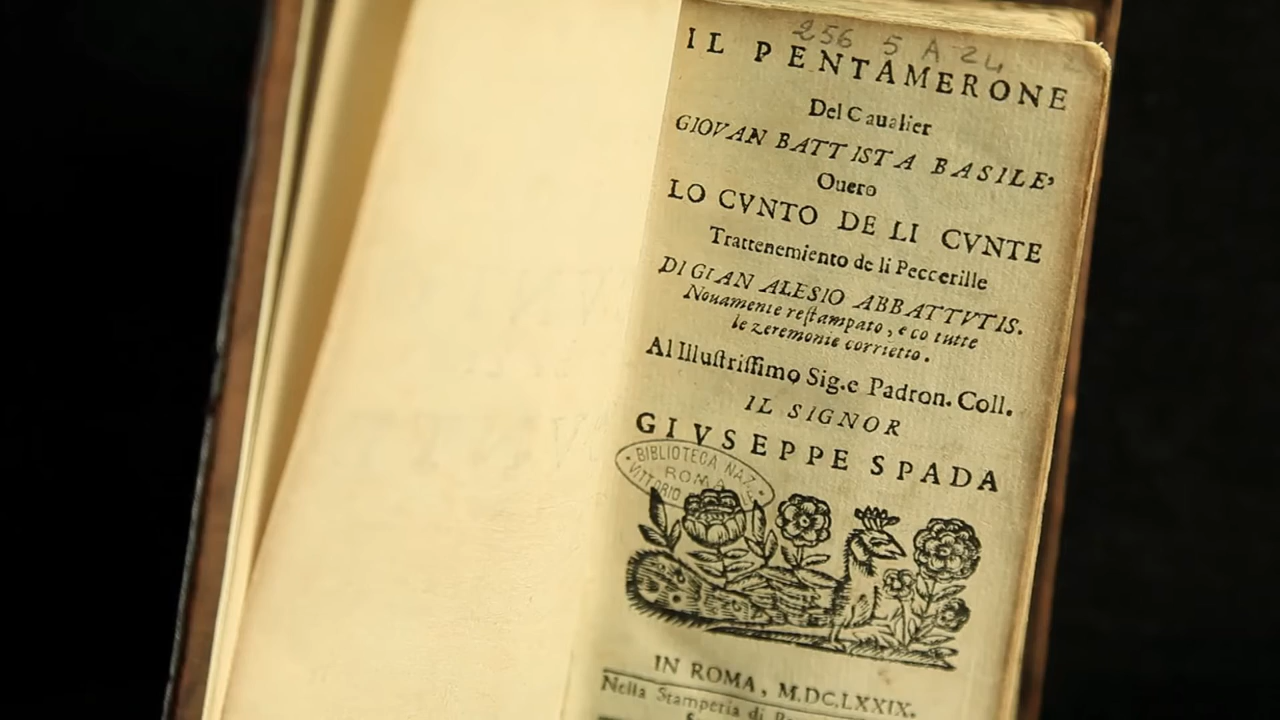 256 5 A 24
IL PENTAMERONE
Del Caualier
GIOVAN BATTISTA BASILE,
Ouero
LO CVNTO DE LI CVNTE
Trattenemiento de li Peccerille
DI GIAN ALESIO ABBATTVTIS.
Nouamente reſtampato, e co tutte
le zeremonie corrietto.
Al Illuſtriſſimo Sig.e Padron. Coll.
IL SIGNOR
GIVSEPPE SPADA
BIBLIOTECA NAZ.
ROMA
VITTORIO
IN ROMA, M.DC.LXXIX.
Nella Stamperia di